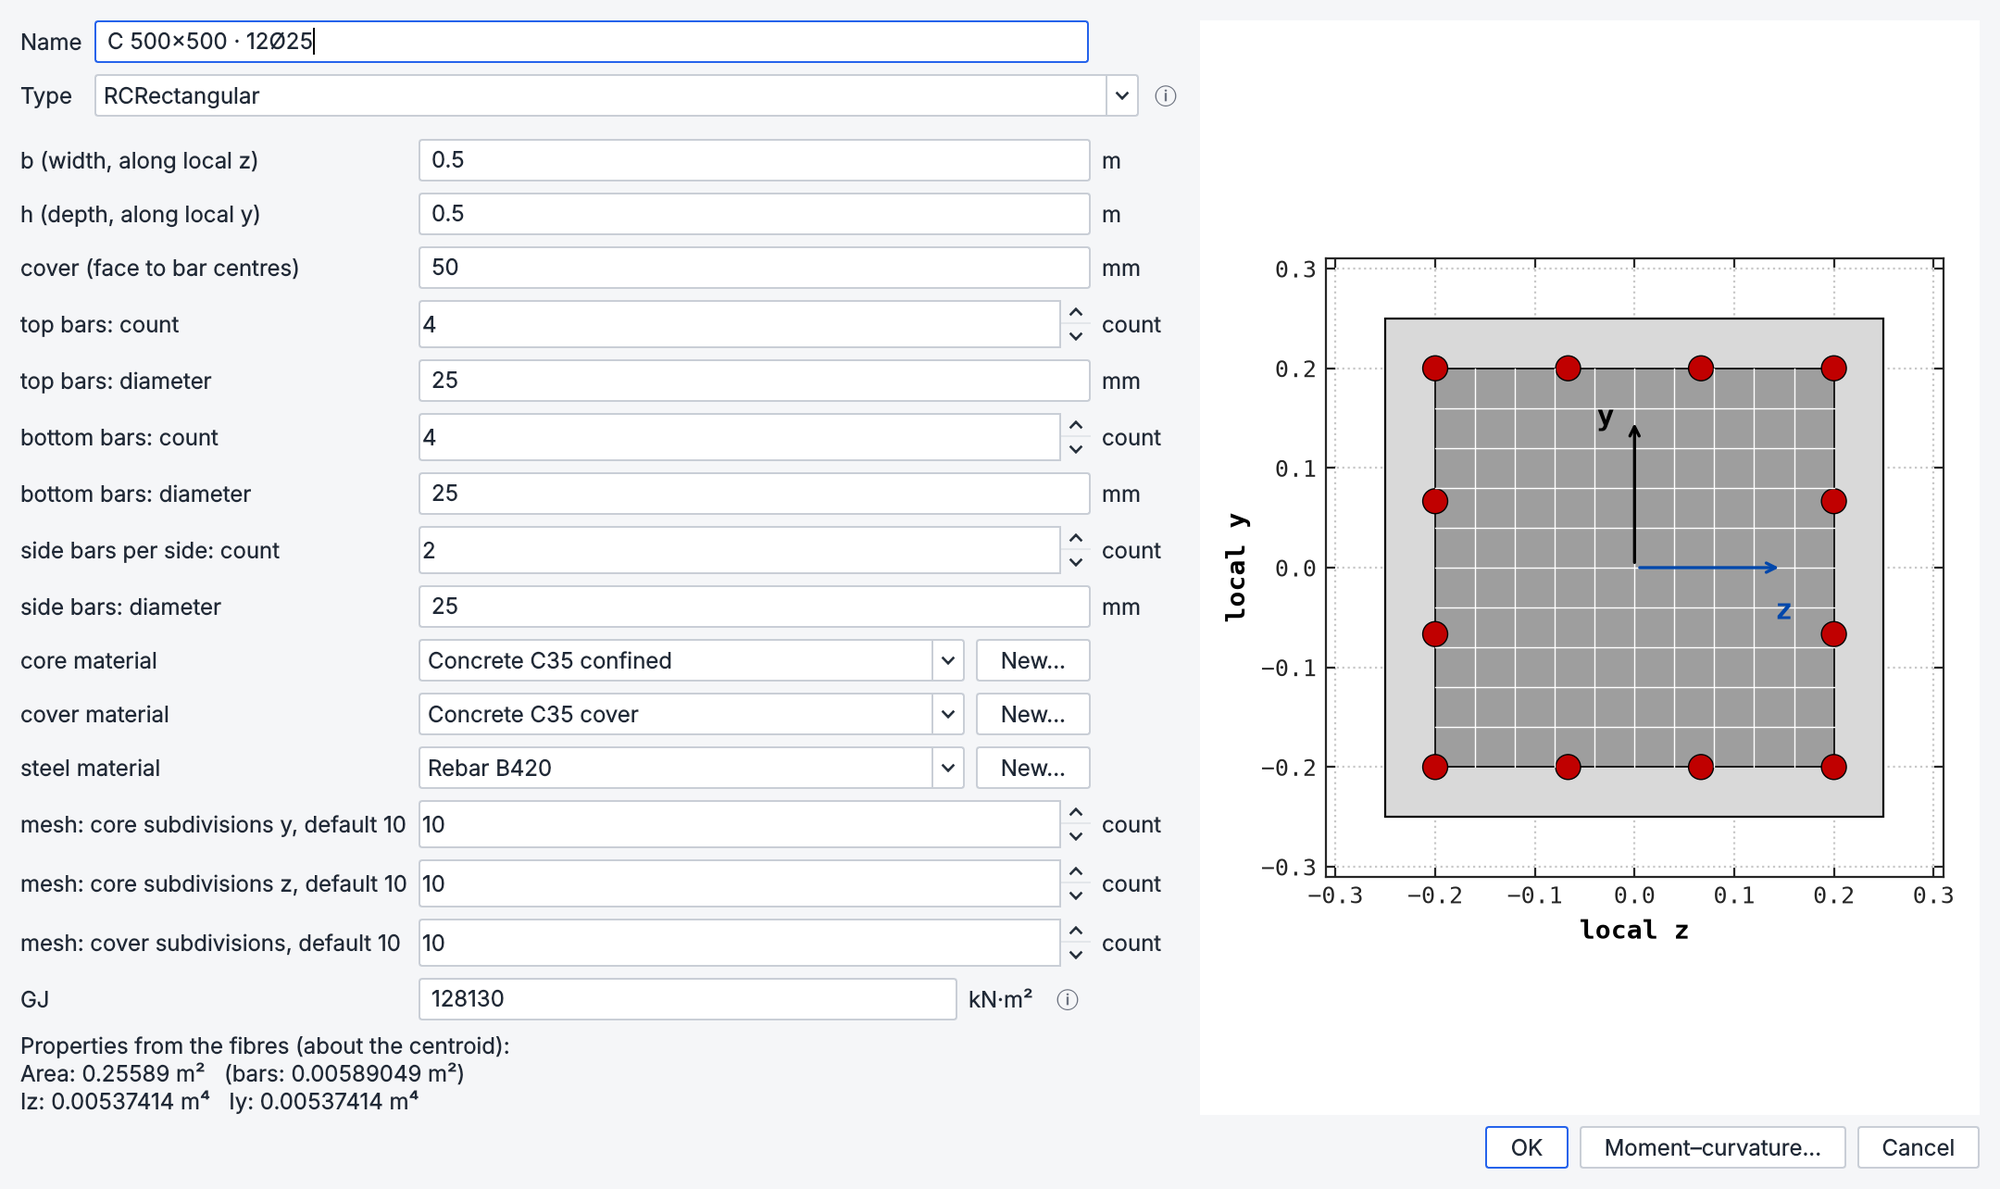 Name C 500×500 · 12Ø25
Type RCRectangular ⓘ
b (width, along local z) 0.5 m
h (depth, along local y) 0.5 m
cover (face to bar centres) 50 mm
top bars: count 4 count
top bars: diameter 25 mm
bottom bars: count 4 count
bottom bars: diameter 25 mm
side bars per side: count 2 count
side bars: diameter 25 mm
core material Concrete C35 confined New...
cover material Concrete C35 cover New...
steel material Rebar B420 New...
mesh: core subdivisions y, default 10 10 count
mesh: core subdivisions z, default 10 10 count
mesh: cover subdivisions, default 10 10 count
GJ 128130 kN·m² ⓘ
Properties from the fibres (about the centroid):
Area: 0.25589 m² (bars: 0.00589049 m²)
Iz: 0.00537414 m⁴ Iy: 0.00537414 m⁴
0.3
0.2
0.1
0.0
−0.1
−0.2
−0.3
local y
y
z
−0.3 −0.2 −0.1 0.0 0.1 0.2 0.3
local z
OK Moment–curvature... Cancel